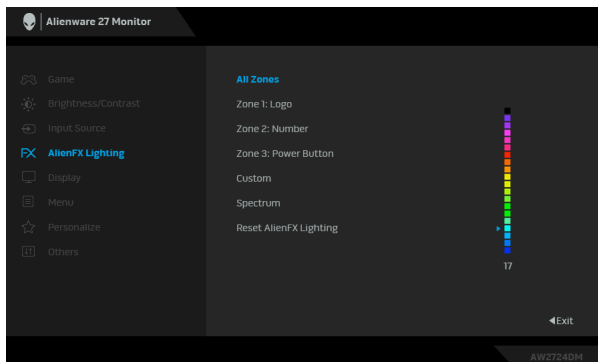 Alienware 27 Monitor
Game
Brightness/Contrast
Input Source
FX AlienFX Lighting
Display
Menu
Personalize
Others
All Zones
Zone 1: Logo
Zone 2: Number
Zone 3: Power Button
Custom
Spectrum
Reset AlienFX Lighting
17
Exit
AW2724DM